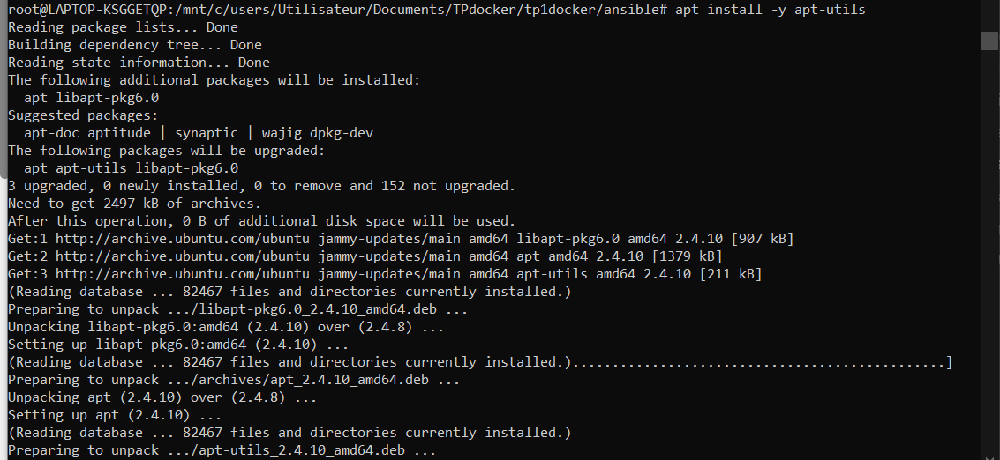 root@LAPTOP-KSGGETQP:/mnt/c/users/Utilisateur/Documents/TPdocker/tp1docker/ansible# apt install -y apt-utils
Reading package lists... Done
Building dependency tree... Done
Reading state information... Done
The following additional packages will be installed:
  apt libapt-pkg6.0
Suggested packages:
  apt-doc aptitude | synaptic | wajig dpkg-dev
The following packages will be upgraded:
  apt apt-utils libapt-pkg6.0
3 upgraded, 0 newly installed, 0 to remove and 152 not upgraded.
Need to get 2497 kB of archives.
After this operation, 0 B of additional disk space will be used.
Get:1 http://archive.ubuntu.com/ubuntu jammy-updates/main amd64 libapt-pkg6.0 amd64 2.4.10 [907 kB]
Get:2 http://archive.ubuntu.com/ubuntu jammy-updates/main amd64 apt amd64 2.4.10 [1379 kB]
Get:3 http://archive.ubuntu.com/ubuntu jammy-updates/main amd64 apt-utils amd64 2.4.10 [211 kB]
(Reading database ... 82467 files and directories currently installed.)
Preparing to unpack .../libapt-pkg6.0_2.4.10_amd64.deb ...
Unpacking libapt-pkg6.0:amd64 (2.4.10) over (2.4.8) ...
Setting up libapt-pkg6.0:amd64 (2.4.10) ...
(Reading database ... 82467 files and directories currently installed.)...............................................]
Preparing to unpack .../archives/apt_2.4.10_amd64.deb ...
Unpacking apt (2.4.10) over (2.4.8) ...
Setting up apt (2.4.10) ...
(Reading database ... 82467 files and directories currently installed.)
Preparing to unpack .../apt-utils_2.4.10_amd64.deb ...